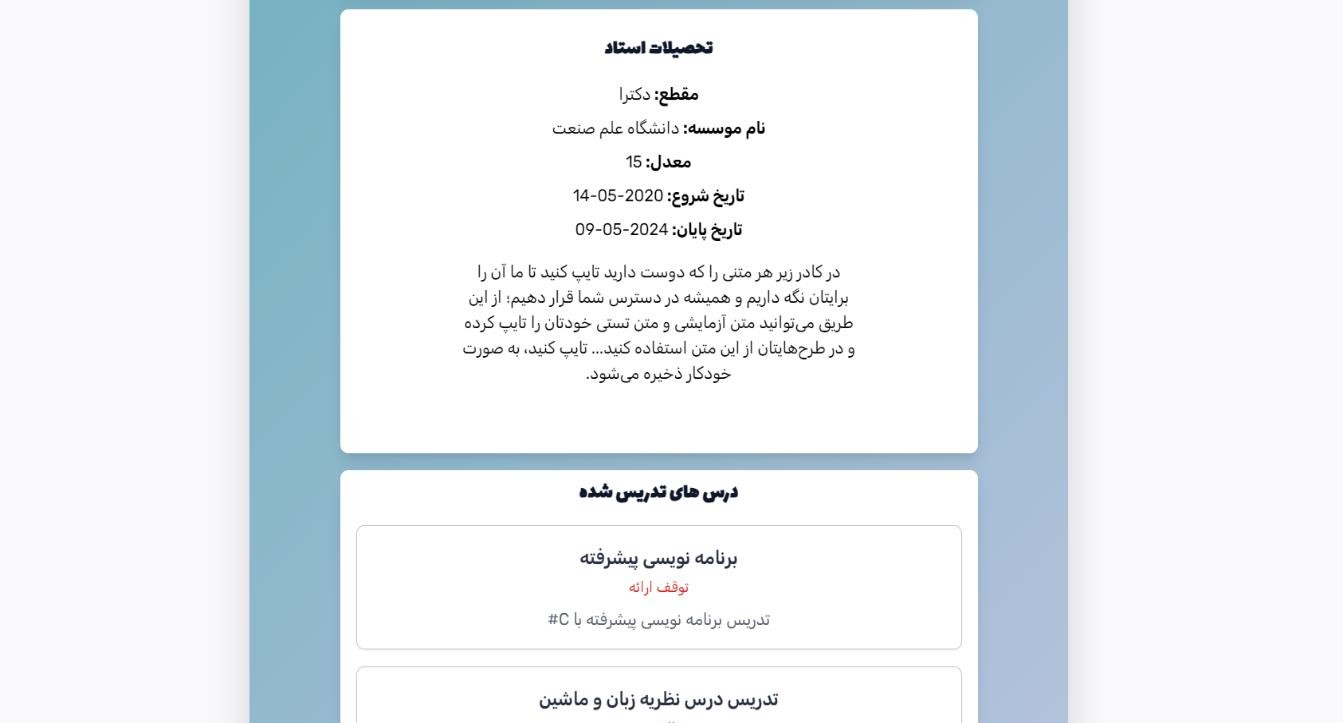 تحصیلات استاد
مقطع: دکترا
نام موسسه: دانشگاه علم صنعت
معدل: 15
تاریخ شروع: 2020-05-14
تاریخ پایان: 2024-05-09
در کادر زیر هر متنی را که دوست دارید تایپ کنید تا ما آن را
برایتان نگه داریم و همیشه در دسترس شما قرار دهیم؛ از این
طریق می‌توانید متن آزمایشی و متن تستی خودتان را تایپ کرده
و در طرح‌هایتان از این متن استفاده کنید... تایپ کنید، به صورت
خودکار ذخیره می‌شود.
درس های تدریس شده
برنامه نویسی پیشرفته
توقف ارائه
تدریس برنامه نویسی پیشرفته با C#
تدریس درس نظریه زبان و ماشین